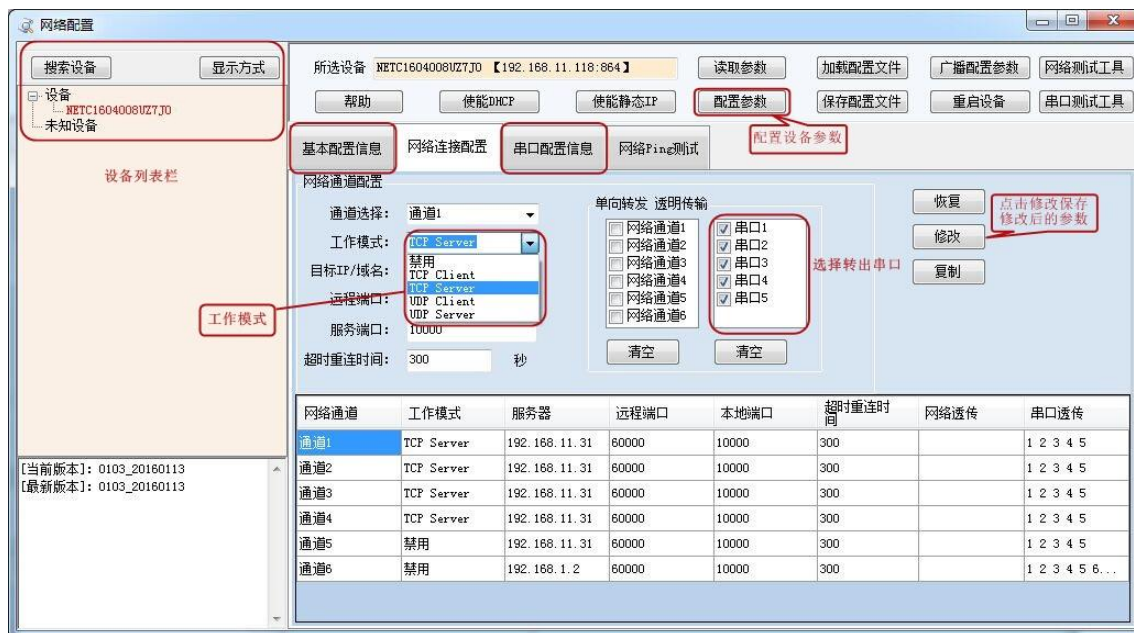 网络配置
搜索设备 显示方式
设备
NETC1604008UZ7J0
未知设备
设备列表栏
[当前版本]: 0103_20160113
[最新版本]: 0103_20160113
所选设备 NETC1604008UZ7J0 【192.168.11.118:864】 读取参数 加载配置文件 广播配置参数 网络测试工具
帮助 使能DHCP 使能静态IP 配置参数 保存配置文件 重启设备 串口测试工具
配置设备参数
基本配置信息 网络连接配置 串口配置信息 网络Ping测试
网络通道配置
通道选择: 通道1
工作模式: TCP Server
禁用
TCP Client
TCP Server
UDP Client
UDP Server
目标IP/域名:
远程端口:
服务端口: 10000
超时重连时间: 300 秒
工作模式
单向转发 透明传输
网络通道1 串口1
网络通道2 串口2
网络通道3 串口3
网络通道4 串口4
网络通道5 串口5
网络通道6
清空 清空
选择转出串口
恢复
修改
复制
点击修改保存
修改后的参数
网络通道 工作模式 服务器 远程端口 本地端口 超时重连时间 网络透传 串口透传
通道1 TCP Server 192.168.11.31 60000 10000 300 1 2 3 4 5
通道2 TCP Server 192.168.11.31 60000 10000 300 1 2 3 4 5
通道3 TCP Server 192.168.11.31 60000 10000 300 1 2 3 4 5
通道4 TCP Server 192.168.11.31 60000 10000 300 1 2 3 4 5
通道5 禁用 192.168.11.31 60000 10000 300 1 2 3 4 5
通道6 禁用 192.168.1.2 60000 10000 300 1 2 3 4 5 6...